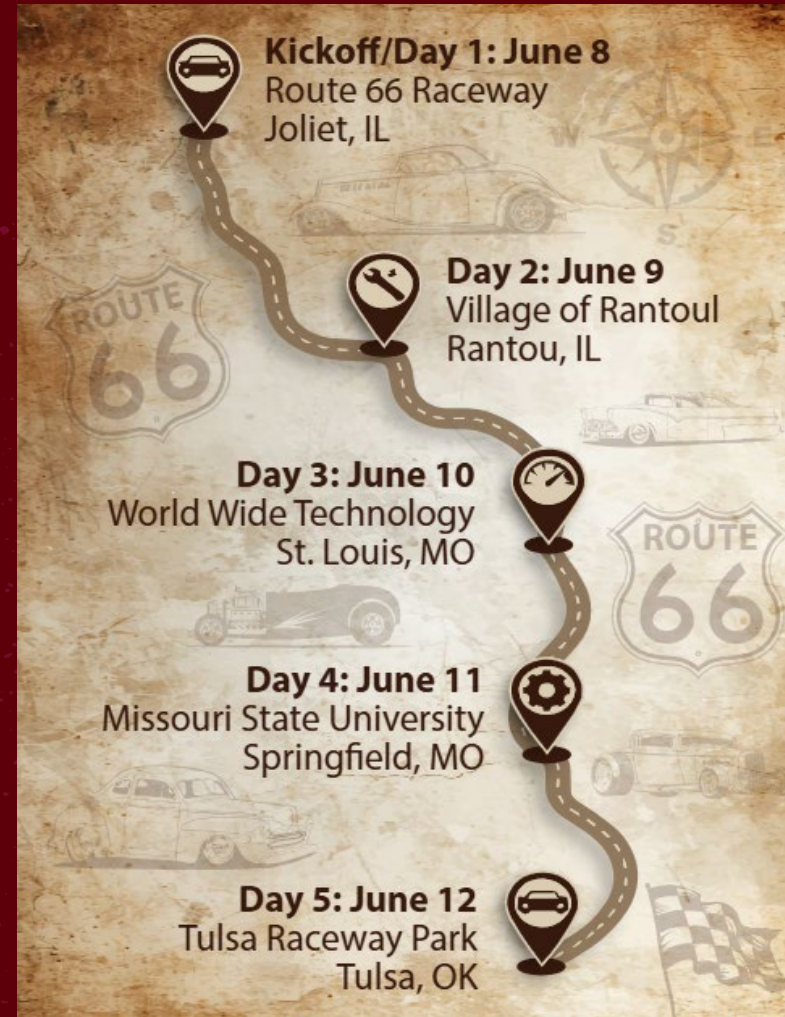 Kickoff/Day 1: June 8
Route 66 Raceway
Joliet, IL
W
E
S
Day 2: June 9
Village of Rantoul
Rantou, IL
ROUTE
66
Day 3: June 10
World Wide Technology
St. Louis, MO
ROUTE
66
Day 4: June 11
Missouri State University
Springfield, MO
Day 5: June 12
Tulsa Raceway Park
Tulsa, OK